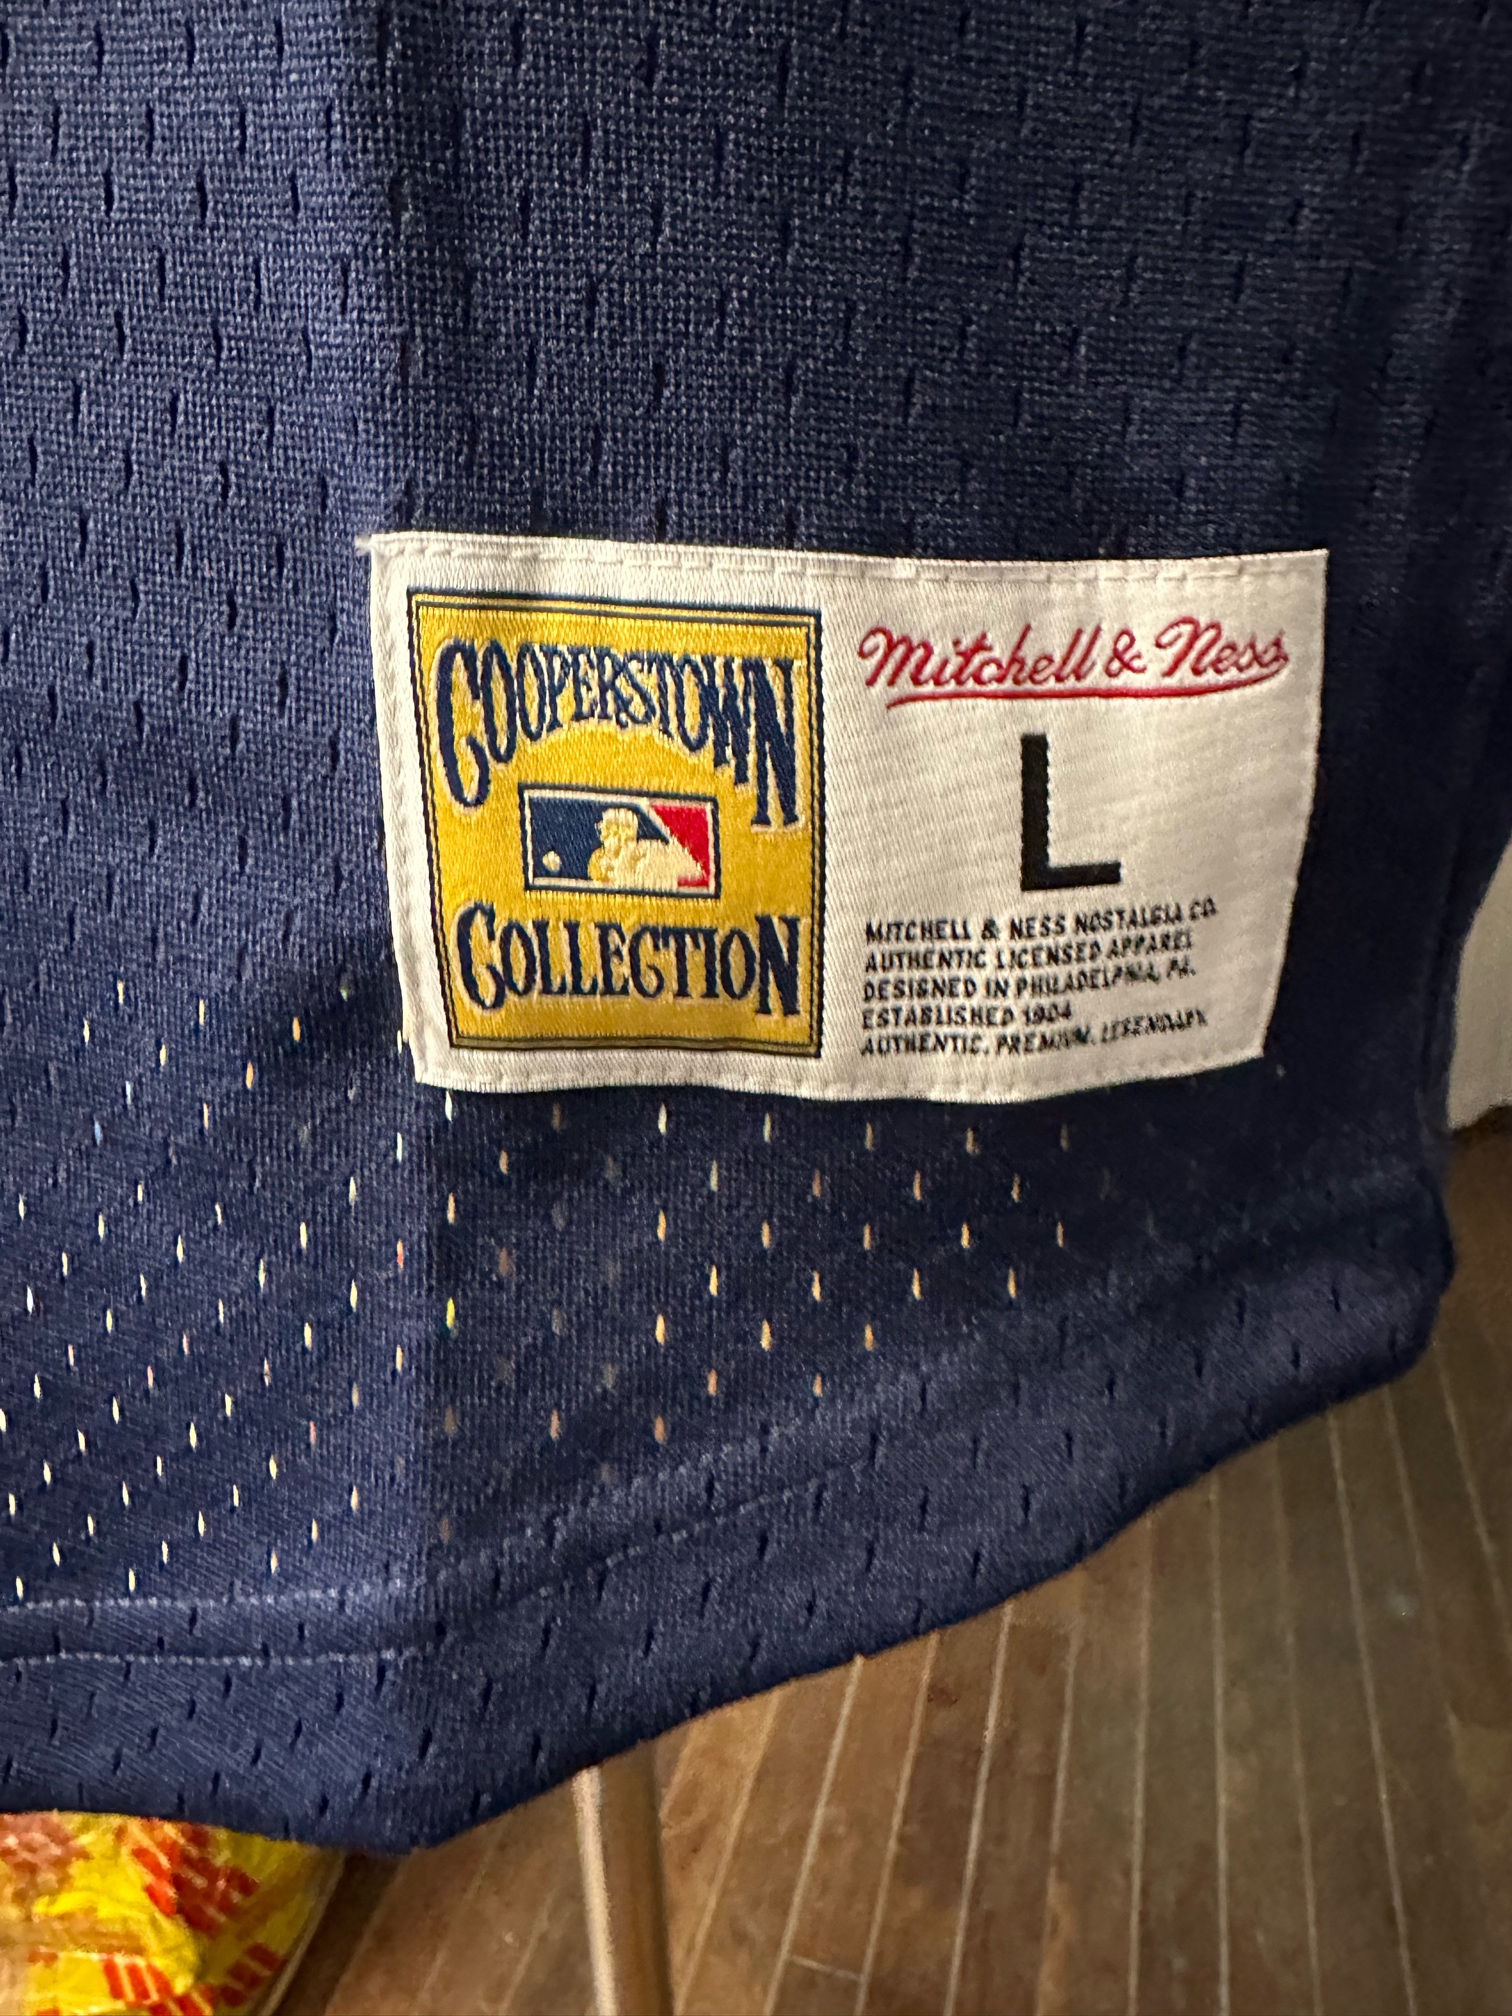 COOPERSTOWN
COLLECTION
Mitchell & Ness
L
MITCHELL & NESS NOSTALGIA CO.
AUTHENTIC LICENSED APPAREL
DESIGNED IN PHILADELPHIA, PA.
ESTABLISHED 1904
AUTHENTIC. PREMIUM. LEGENDARY.